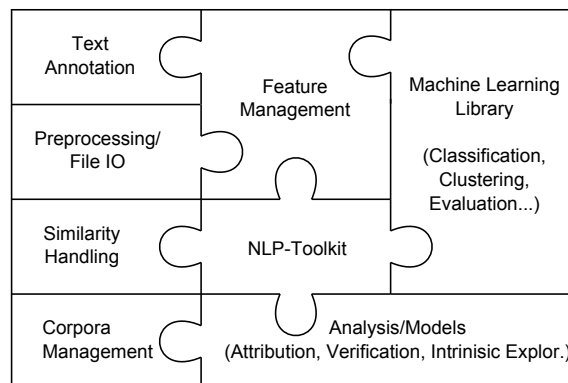 Text
Annotation
Feature
Management
Machine Learning
Library
(Classification,
Clustering,
Evaluation...)
Preprocessing/
File IO
Similarity
Handling
NLP-Toolkit
Corpora
Management
Analysis/Models
(Attribution, Verification, Intrinisic Explor.)